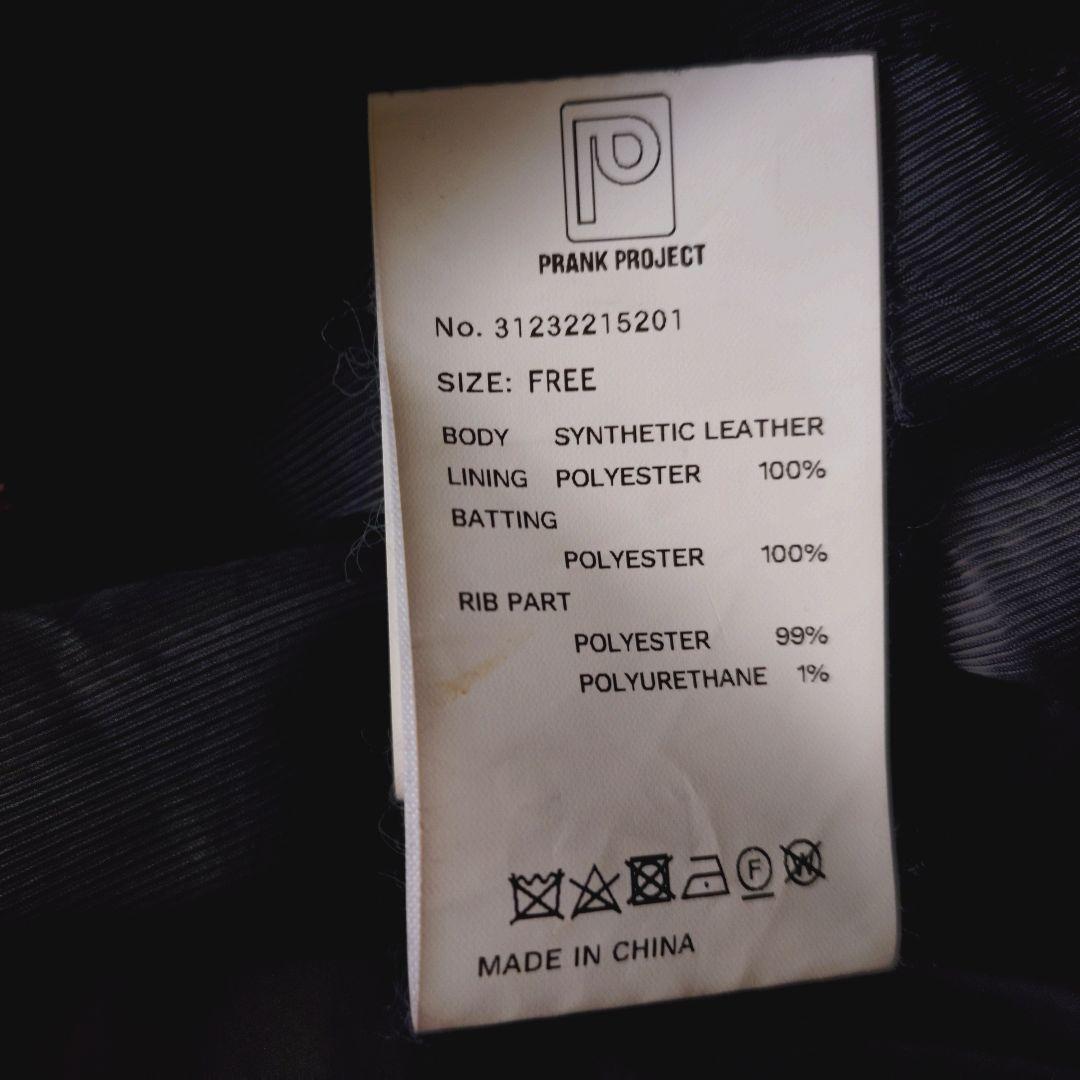 P
PRANK PROJECT
No. 31232215201
SIZE: FREE
BODY SYNTHETIC LEATHER
LINING POLYESTER 100%
BATTING
POLYESTER 100%
RIB PART
POLYESTER 99%
POLYURETHANE 1%
F W
MADE IN CHINA